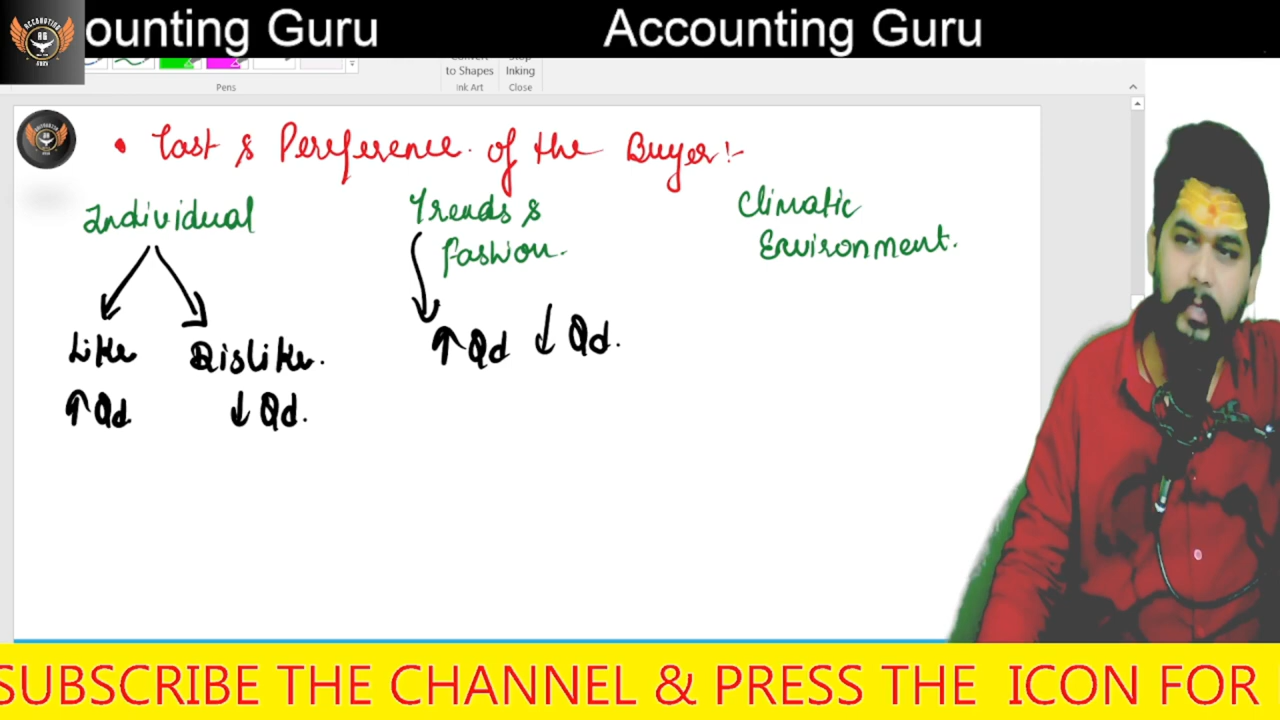 ounting Guru Accounting Guru
Convert Stop
to Shapes Inking
Pens Ink Art Close
• Tast & Pereference of the Buyer :-
Individual
Trends &
fashion.
Climatic
Environment.
Like Dislike.
↑Qd ↓ Qd.
↑Qd ↓ Qd.
SUBSCRIBE THE CHANNEL & PRESS THE ICON FOR